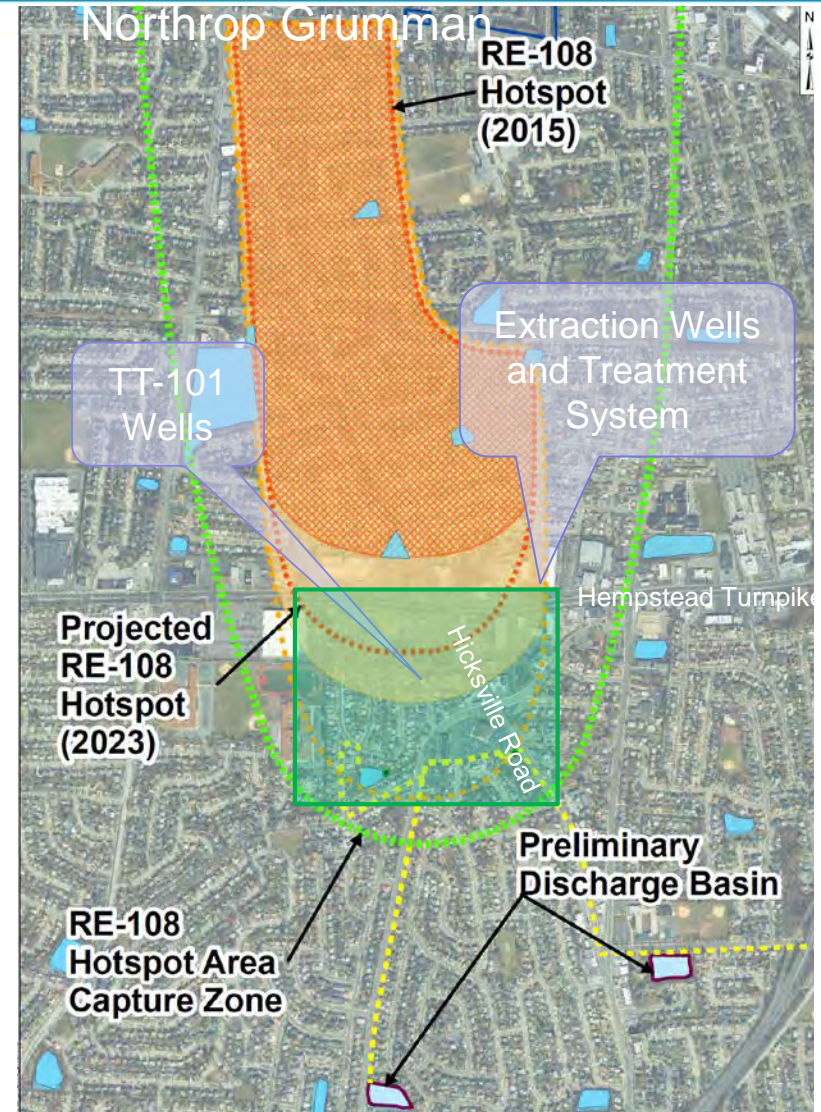 Northrop Grumman
N
RE-108
Hotspot
(2015)
Extraction Wells
and Treatment
System
TT-101
Wells
Hempstead Turnpike
Projected
RE-108
Hotspot
(2023)
Hicksville Road
Preliminary
Discharge Basin
RE-108
Hotspot Area
Capture Zone